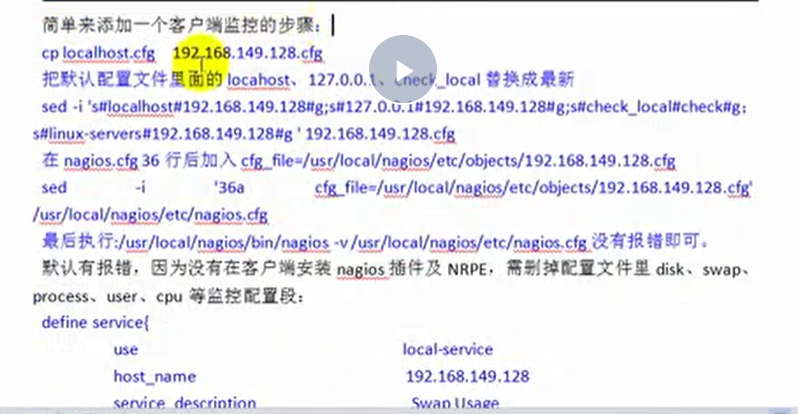 简单来添加一个客户端监控的步骤：
cp localhost.cfg 192.168.149.128.cfg
把默认配置文件里面的 locahost、127.0.0.1、check_local 替换成最新
sed -i 's#localhost#192.168.149.128#g;s#127.0.0.1#192.168.149.128#g;s#check_local#check#g;
s#linux-servers#192.168.149.128#g ' 192.168.149.128.cfg
在 nagios.cfg 36 行后加入 cfg_file=/usr/local/nagios/etc/objects/192.168.149.128.cfg
sed -i '36a cfg_file=/usr/local/nagios/etc/objects/192.168.149.128.cfg'
/usr/local/nagios/etc/nagios.cfg
最后执行:/usr/local/nagios/bin/nagios -v /usr/local/nagios/etc/nagios.cfg 没有报错即可。
默认有报错，因为没有在客户端安装 nagios 插件及 NRPE，需删掉配置文件里 disk、swap、
process、user、cpu 等监控配置段：
define service{
use local-service
host_name 192.168.149.128
service_description Swap Usage